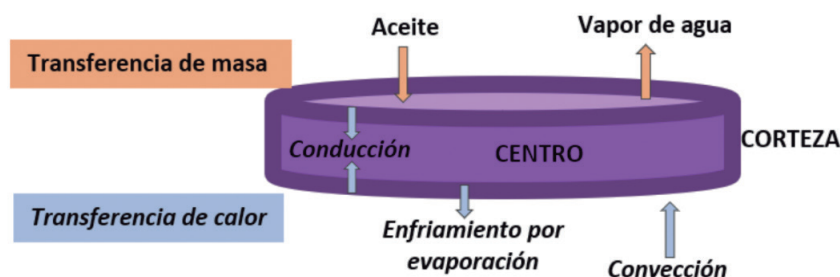 Aceite
Vapor de agua
Transferencia de masa
Conducción
CENTRO
CORTEZA
Transferencia de calor
Enfriamiento por
evaporación
Convección